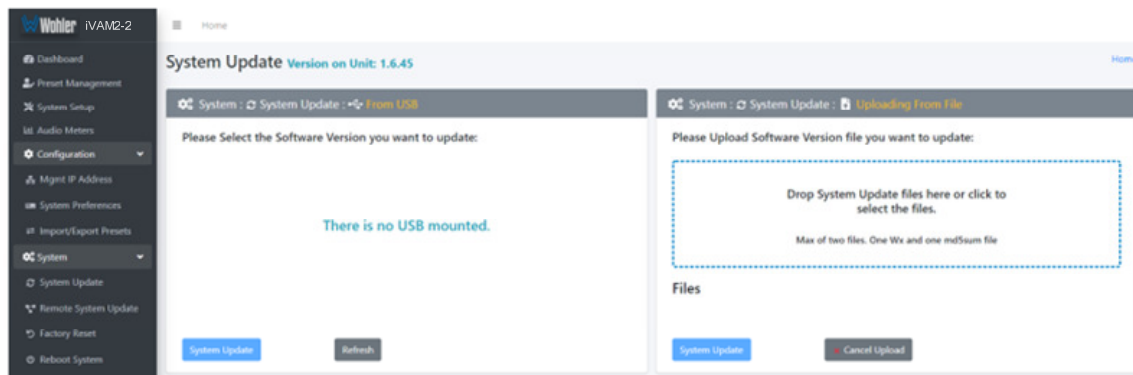 Wohler iVAM2-2
Dashboard
Preset Management
System Setup
Audio Meters
Configuration
Mgmt IP Address
System Preferences
Import/Export Presets
System
System Update
Remote System Update
Factory Reset
Reboot System
Home
System Update Version on Unit: 1.6.45
Home
System : System Update : From USB
Please Select the Software Version you want to update:
There is no USB mounted.
System Update Refresh
System : System Update : Uploading From File
Please Upload Software Version file you want to update:
Drop System Update files here or click to
select the files.
Max of two files. One Wx and one md5sum file
Files
System Update Cancel Upload